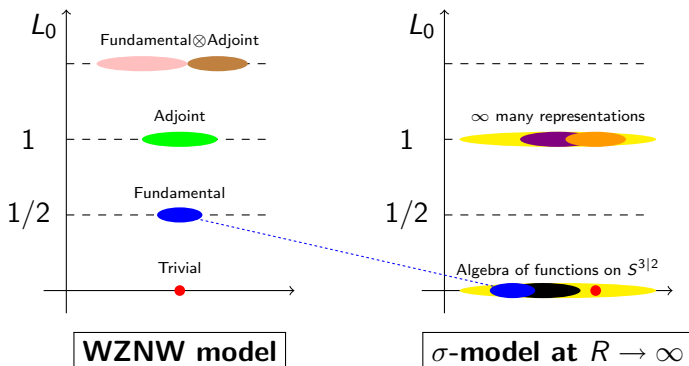 L₀
Fundamental⊗Adjoint
Adjoint
1
Fundamental
1/2
Trivial
WZNW model
L₀
∞ many representations
1
1/2
Algebra of functions on S^{3|2}
σ-model at R → ∞